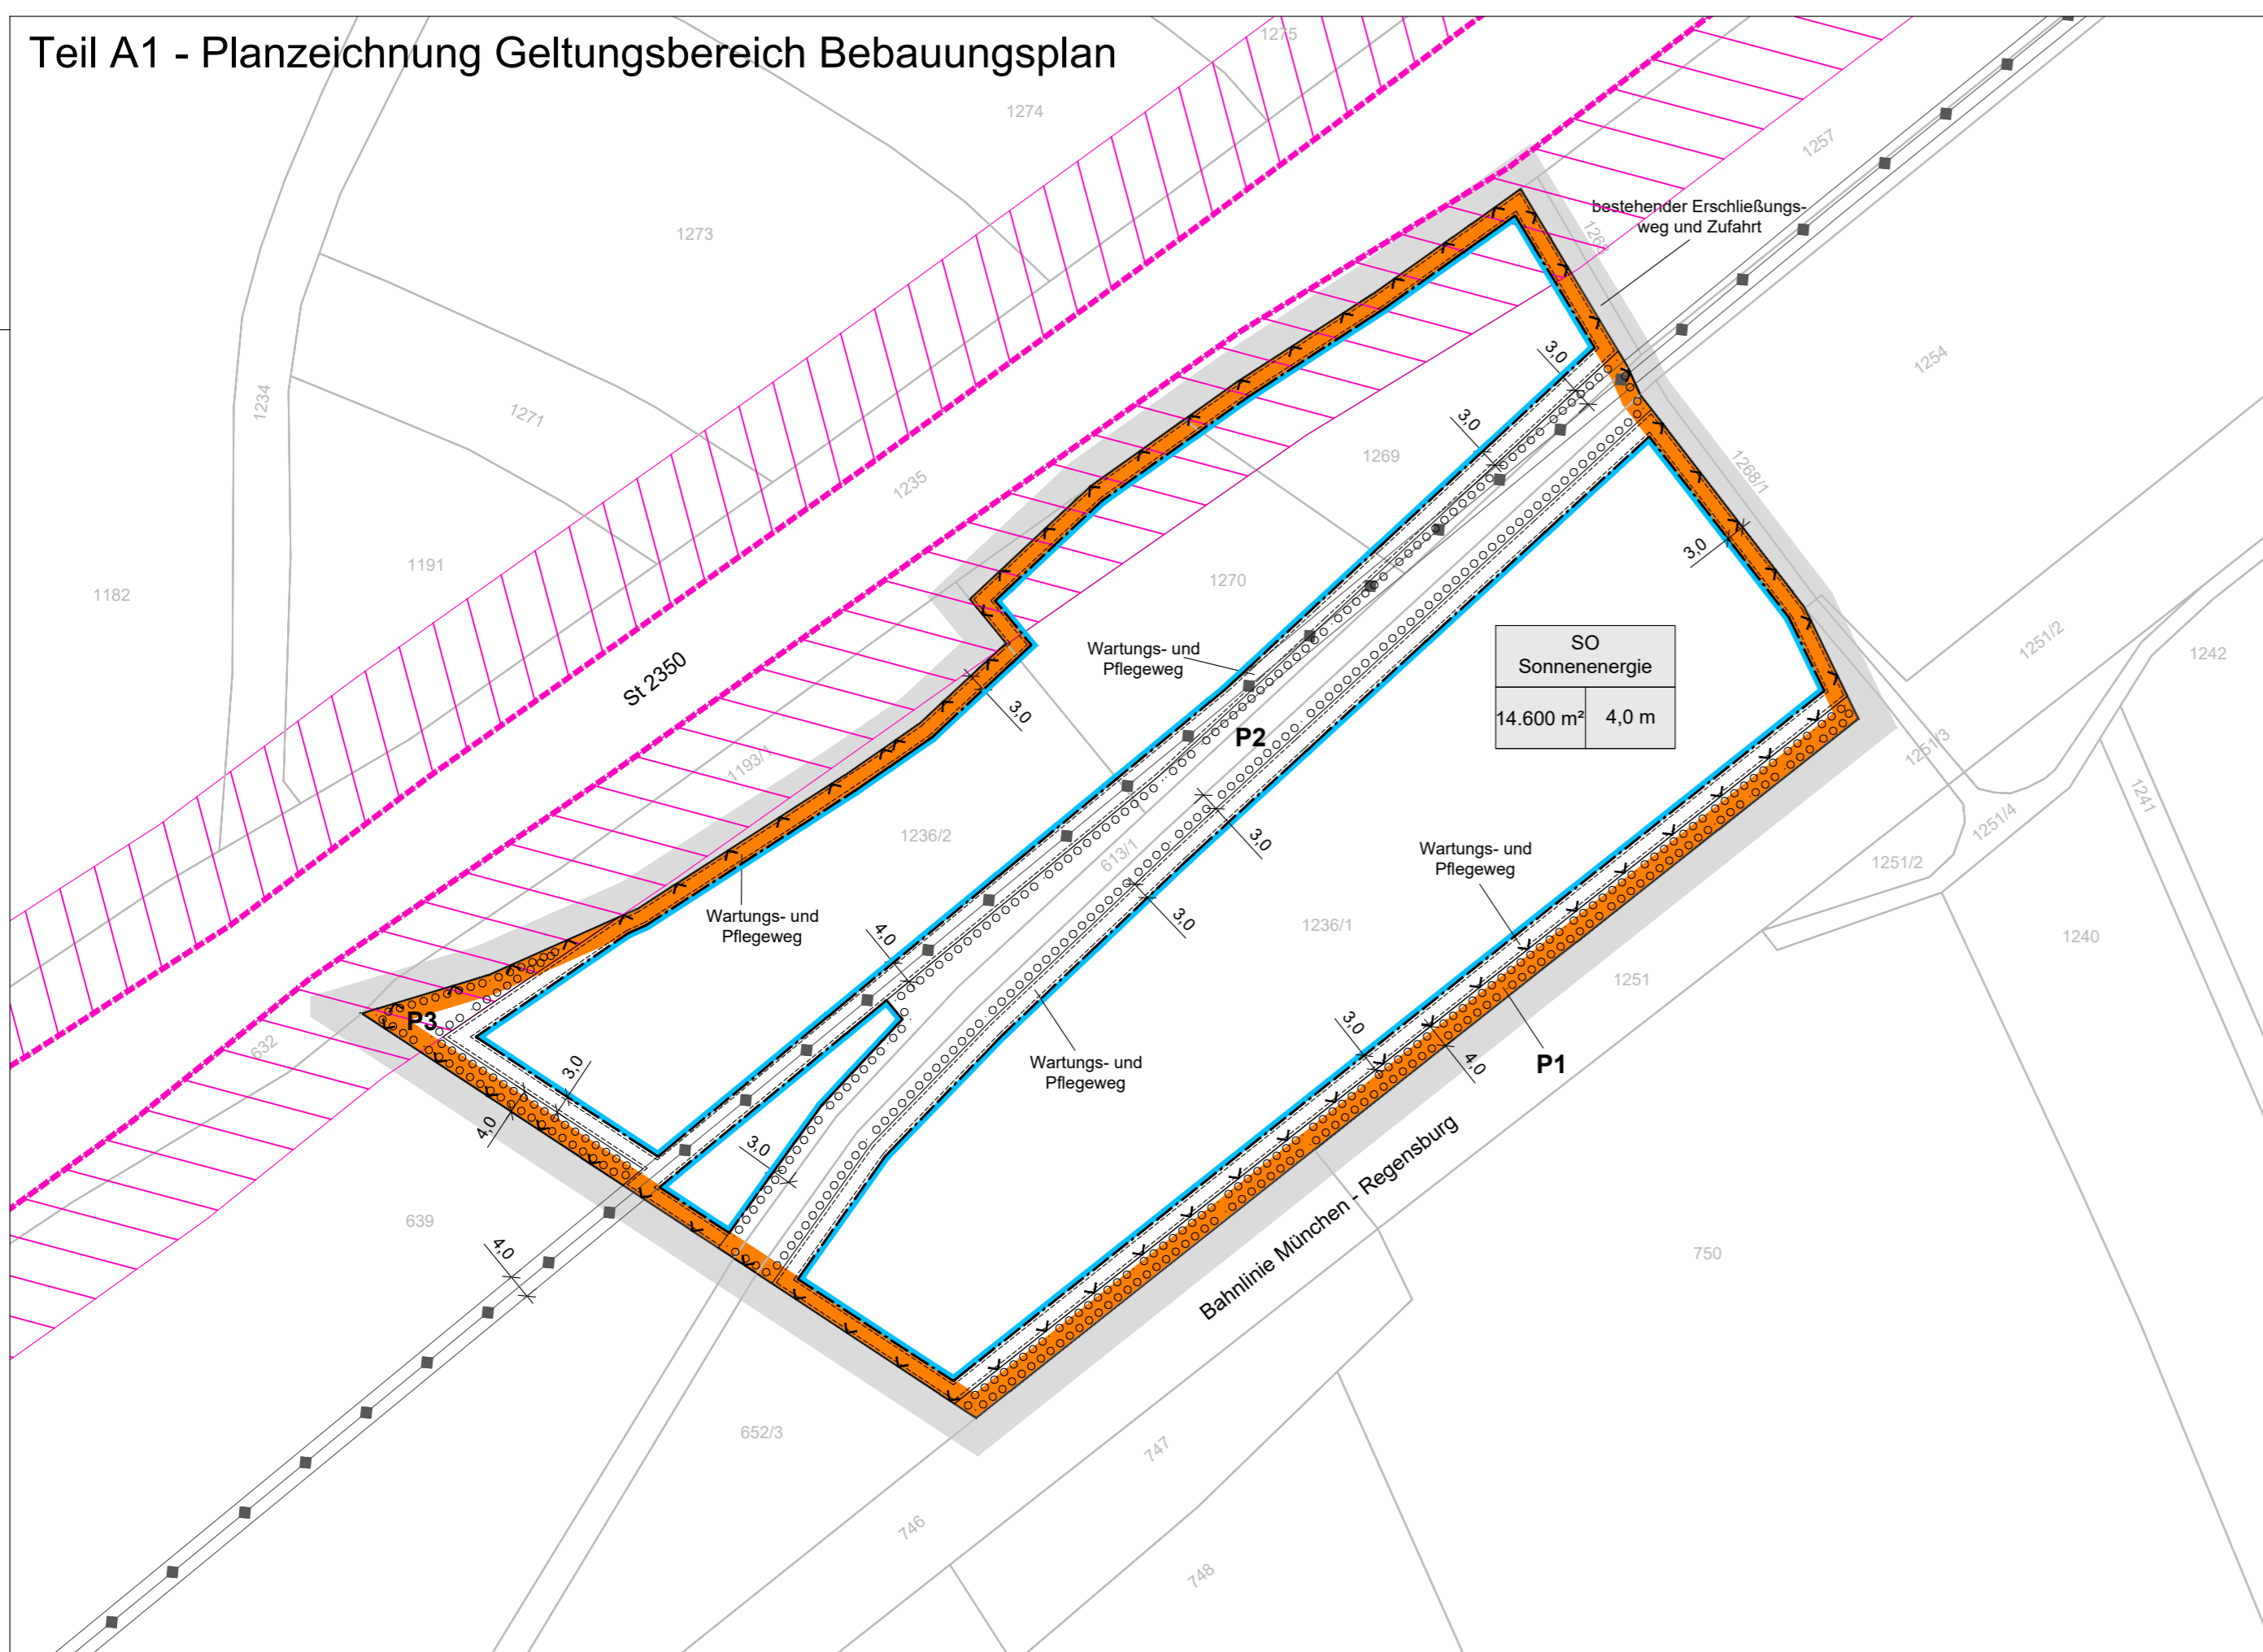 Teil A1 - Planzeichnung Geltungsbereich Bebauungsplan
1275
1274
1257
bestehender Erschließungs-
weg und Zufahrt
1273
1254
3,0
1234
1271
3,0
1269
1268/1
1235
3,0
1191
1182
1270
Wartungs- und
Pflegeweg
SO
Sonnenenergie
14.600 m²
4,0 m
1251/2
1242
St 2350
3,0
P2
1193/1
1251/3
1241
1236/2
613/1
3,0
Wartungs- und
Pflegeweg
1251/4
1251/2
Wartungs- und
Pflegeweg
3,0
1236/1
1240
4,0
1251
P3
632
3,0
4,0
3,0
4,0
P1
Wartungs- und
Pflegeweg
3,0
639
4,0
Bahnlinie München - Regensburg
750
652/3
747
746
748